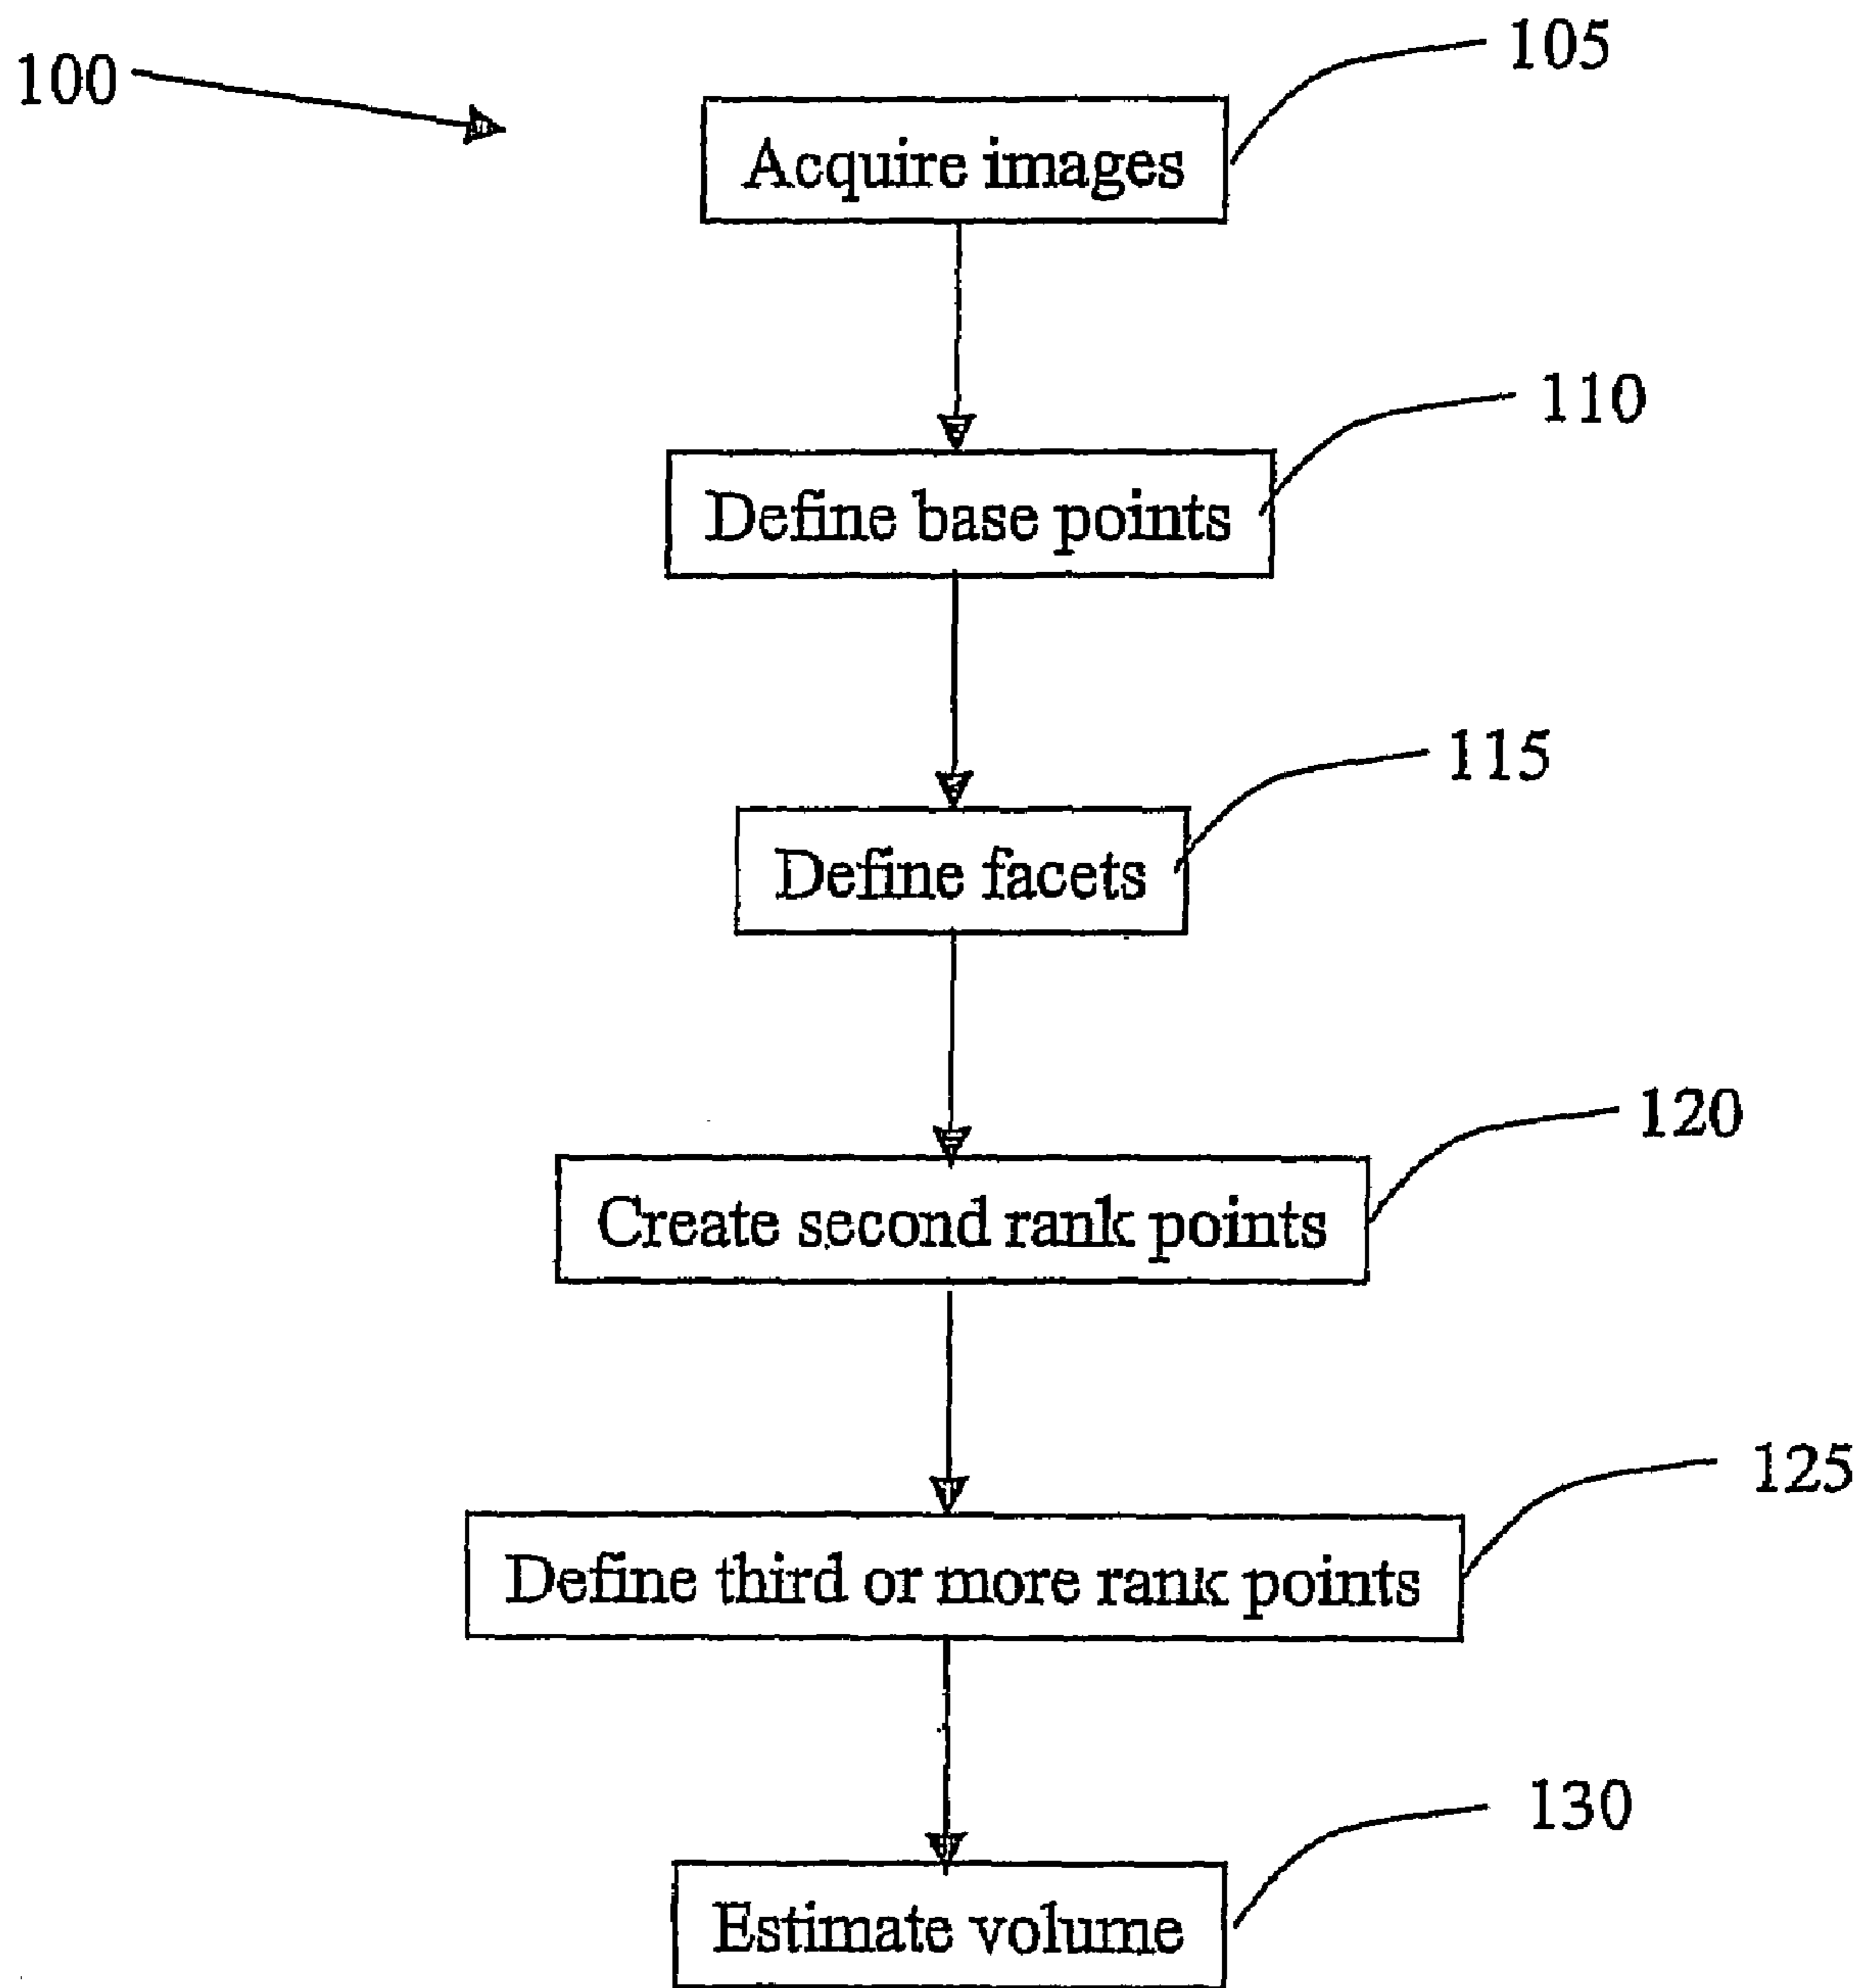 100
105
Acquire images
110
Define base points
115
Define facets
120
Create second rank points
125
Define third or more rank points
130
Estimate volume